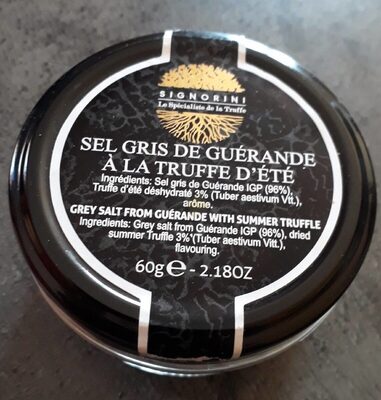 SIGNORINI
Le Spécialiste de la Truffe
SEL GRIS DE GUÉRANDE
À LA TRUFFE D'ÉTÉ
Ingrédients: Sel gris de Guérande IGP (96%),
Truffe d'été déshydraté 3% (Tuber aestivum Vitt.),
arôme.
GREY SALT FROM GUÉRANDE WITH SUMMER TRUFFLE
Ingredients: Grey salt from Guérande IGP (96%), dried
summer Truffle 3% (Tuber aestivum Vitt.),
flavouring.
60g℮ - 2.18OZ